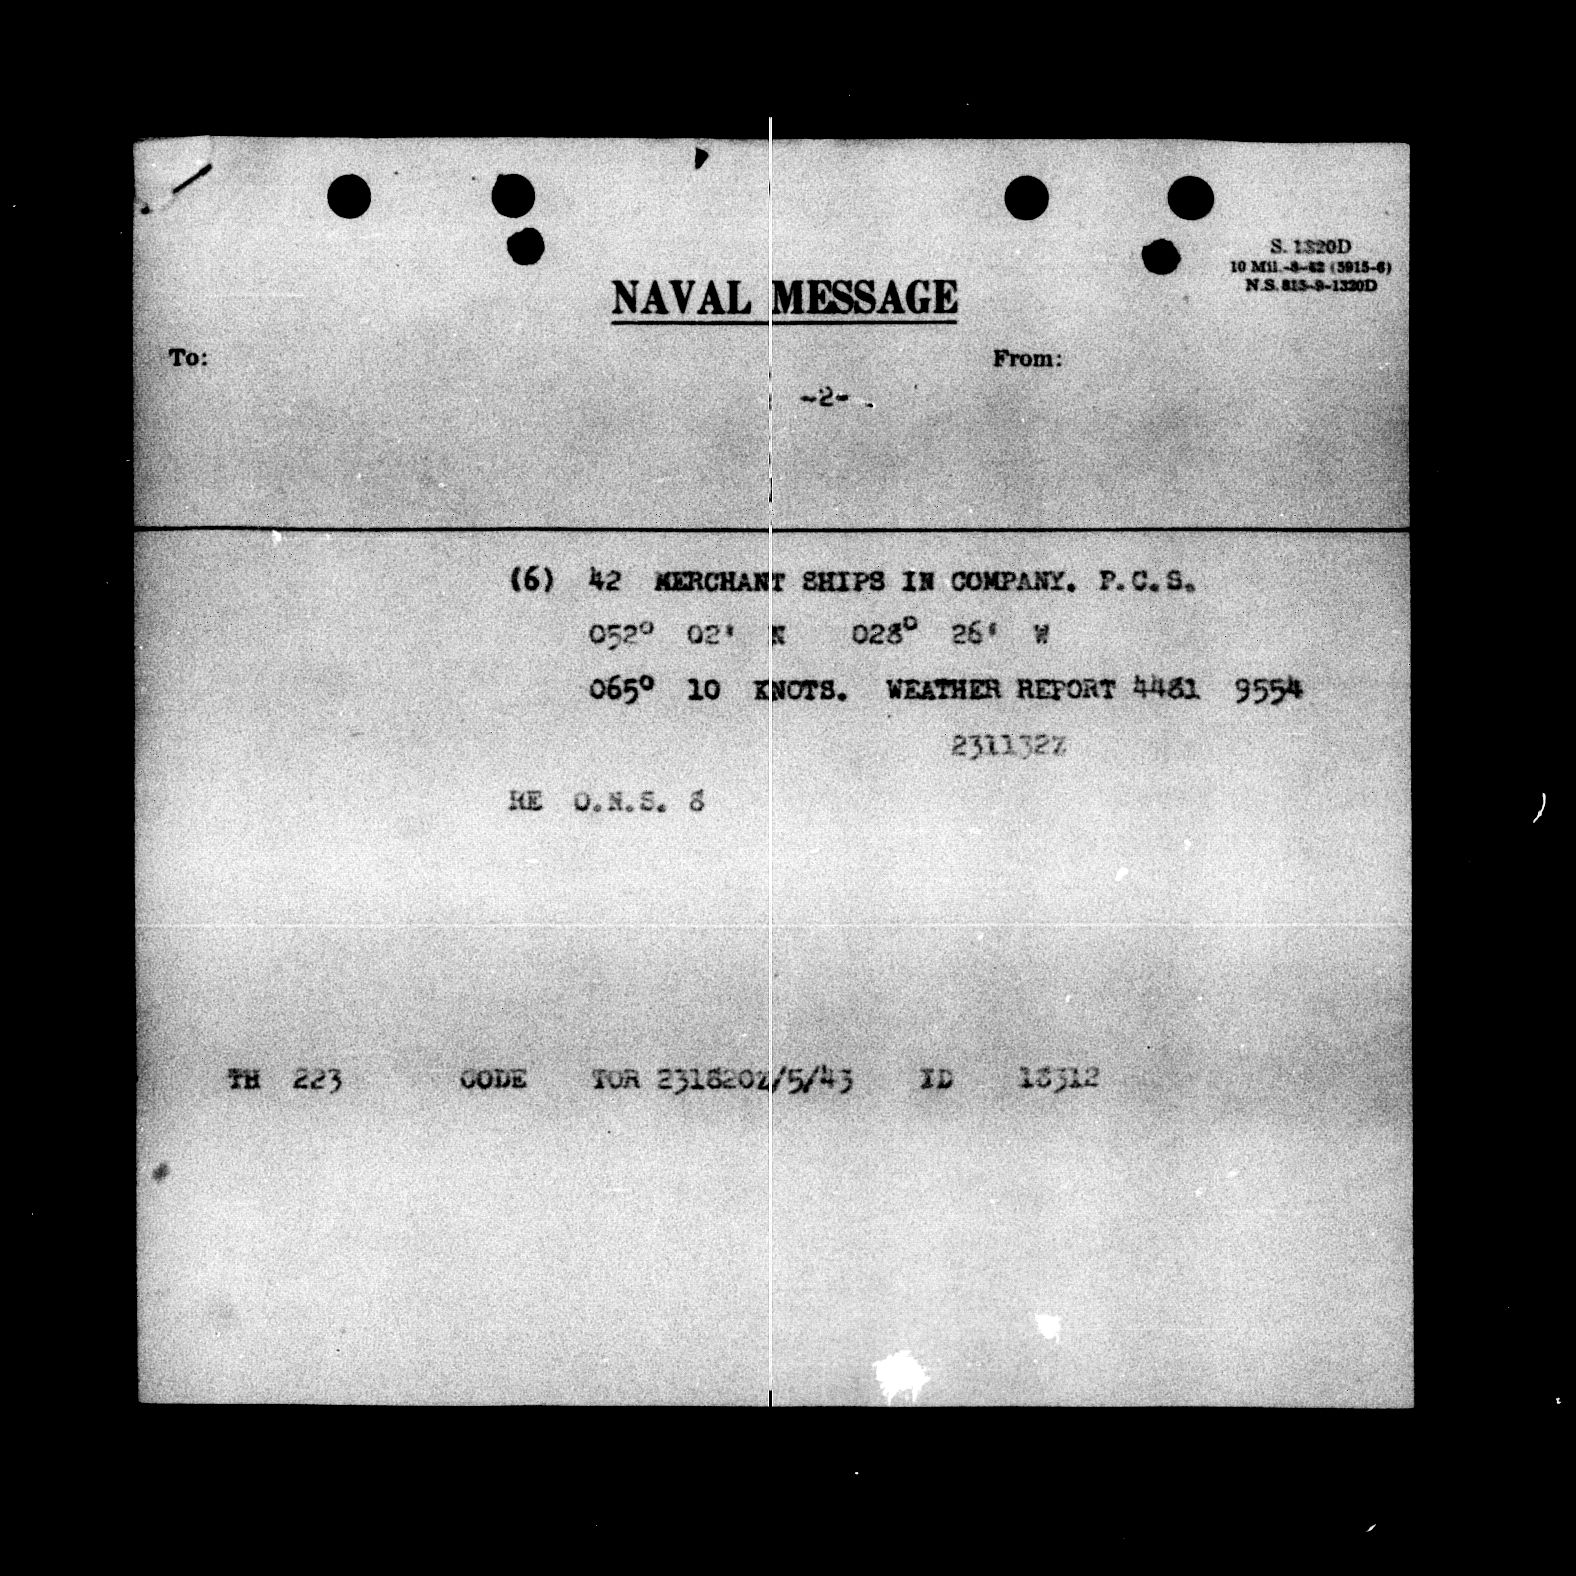 S. 1320D
10 Mil.-8-42 (5915-6)
N.S. 815-9-1320D
NAVAL MESSAGE
To: From:
-2-
(6) 42 MERCHANT SHIPS IN COMPANY. P.C.S.
052° 02' N 028° 26' W
065° 10 KNOTS. WEATHER REPORT 4481 9554
231132Z
RE O.N.S. 8
TH 223 CODE TOR 231820Z/5/43 ID 18312